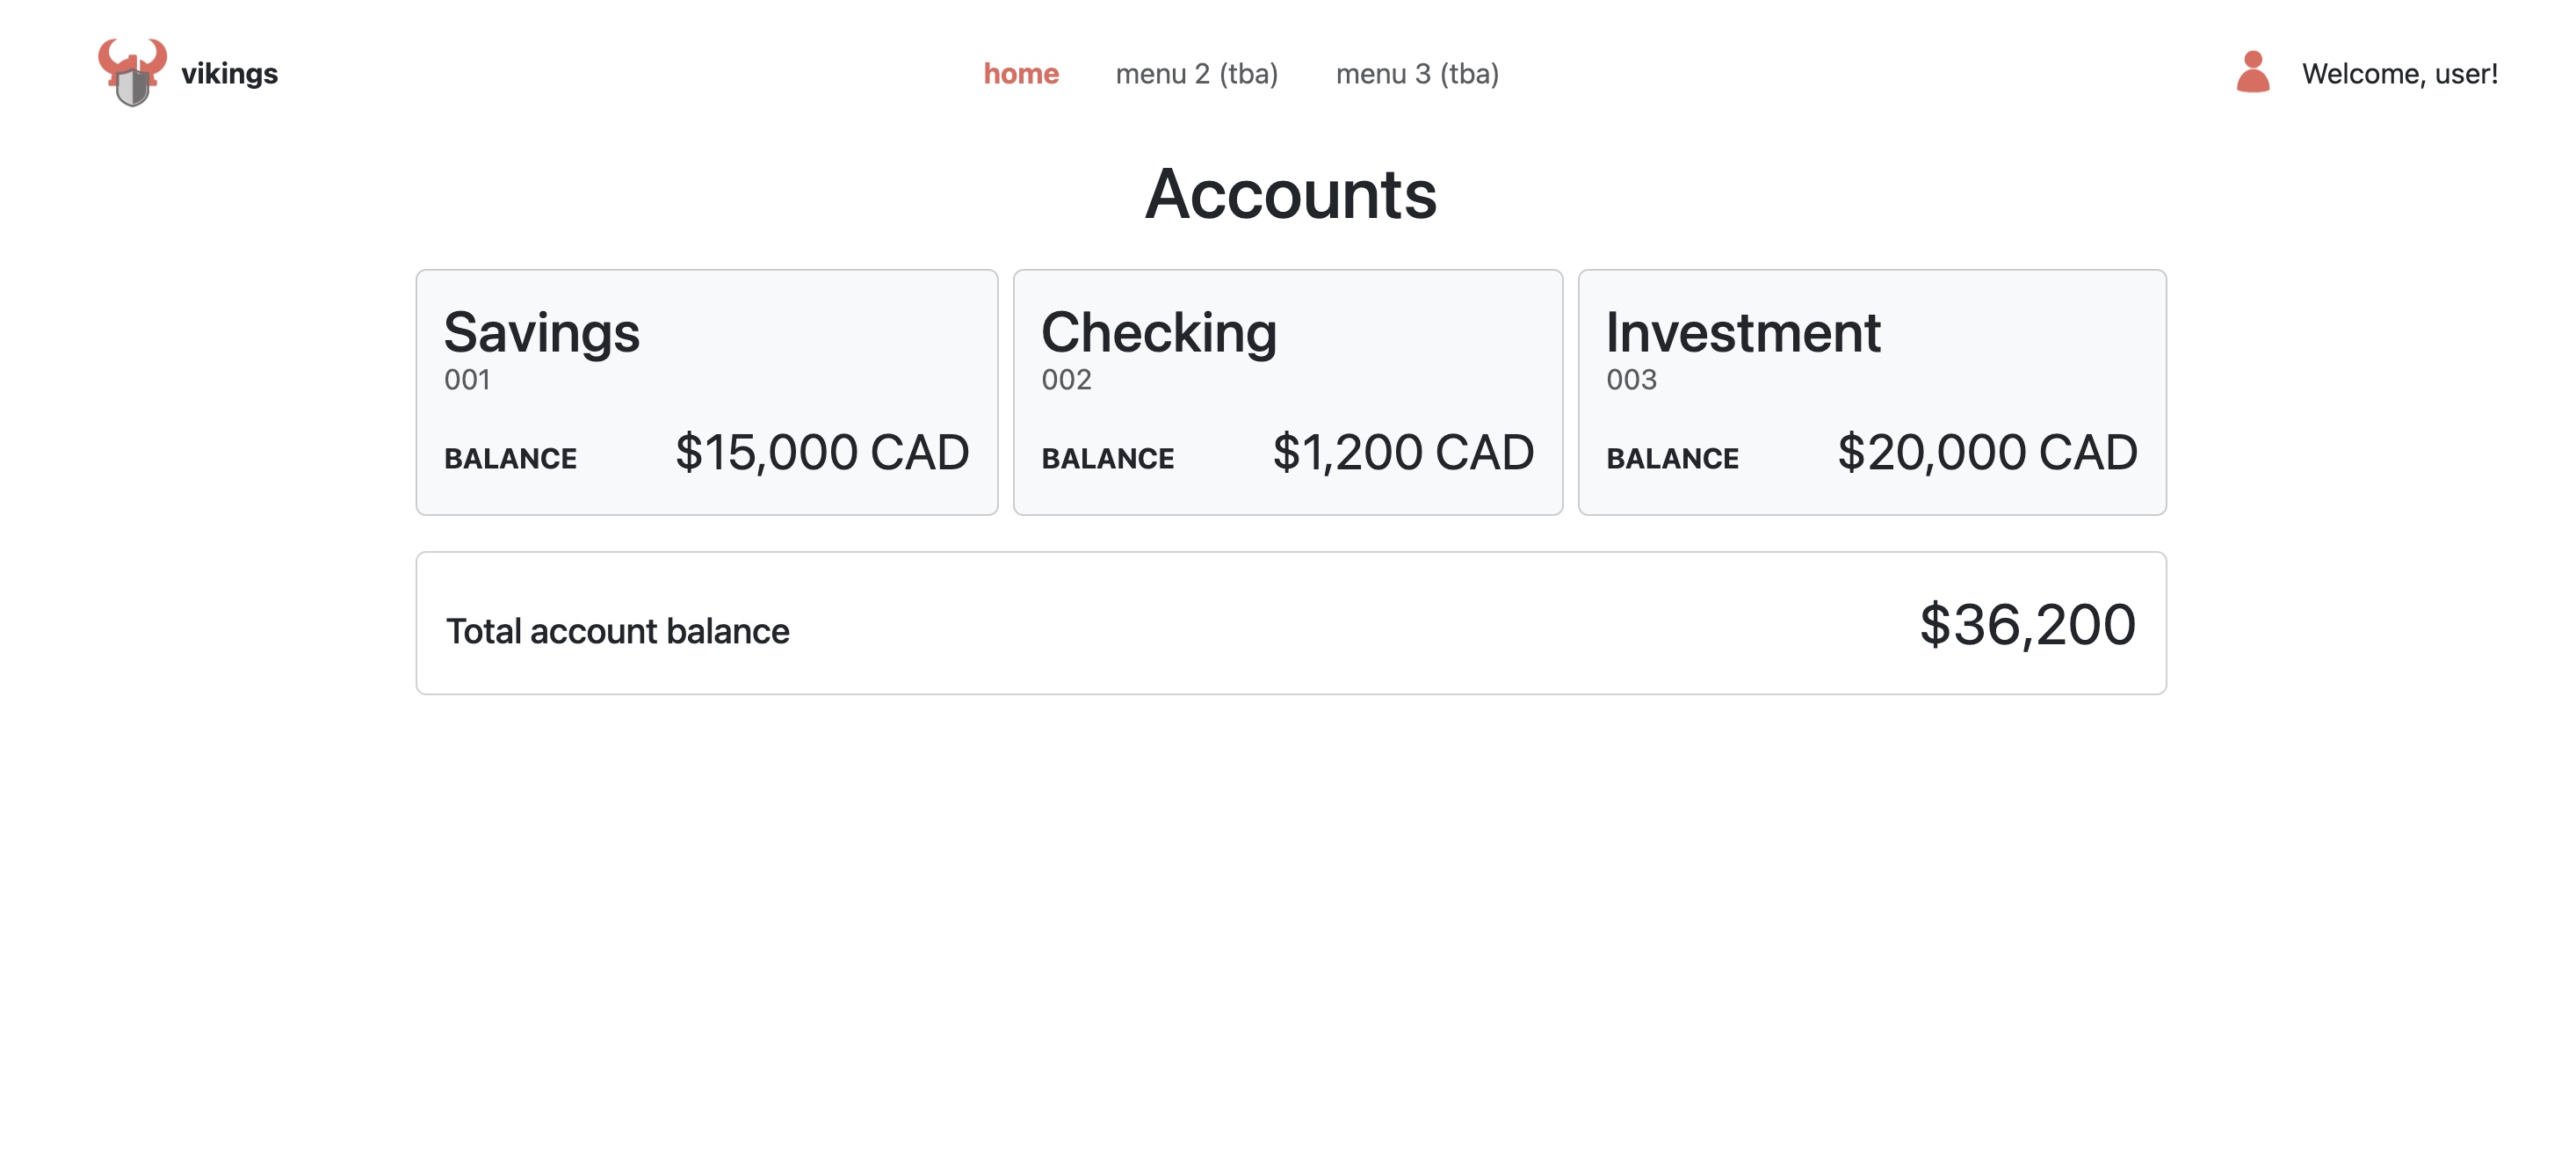 vikings
home menu 2 (tba) menu 3 (tba)
Welcome, user!
Accounts
Savings
001
BALANCE $15,000 CAD
Checking
002
BALANCE $1,200 CAD
Investment
003
BALANCE $20,000 CAD
Total account balance $36,200